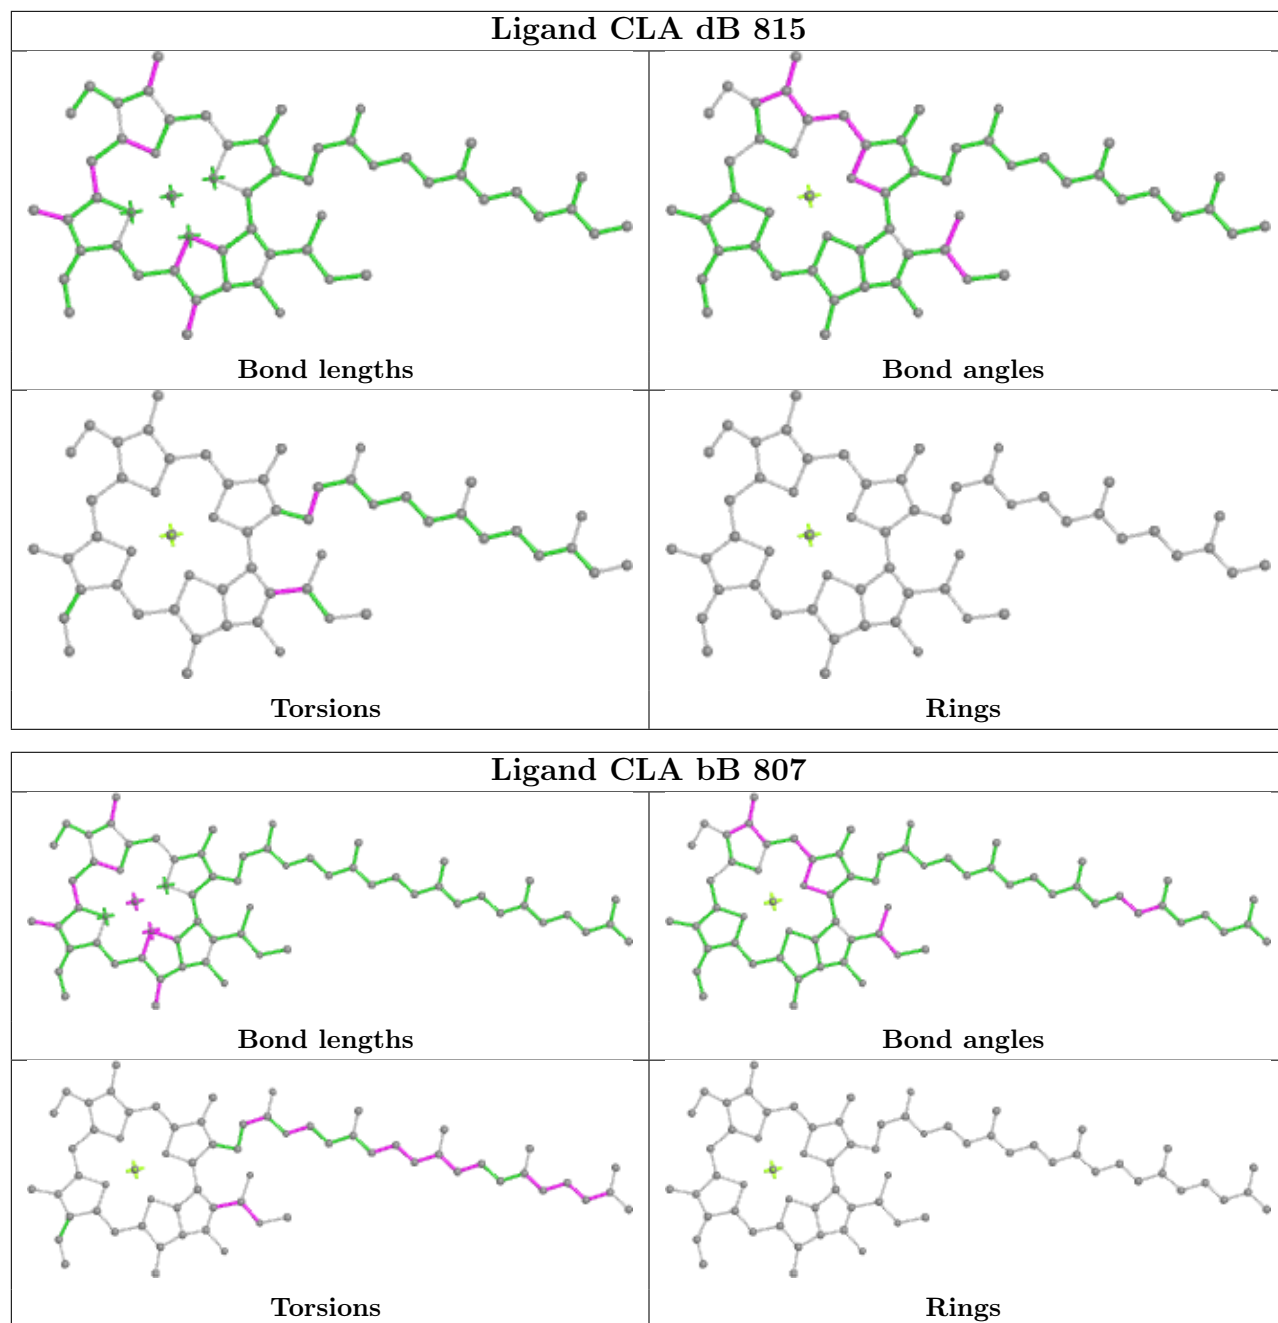 Ligand CLA dB 815
Bond lengths
Bond angles
Torsions
Rings
Ligand CLA bB 807
Bond lengths
Bond angles
Torsions
Rings